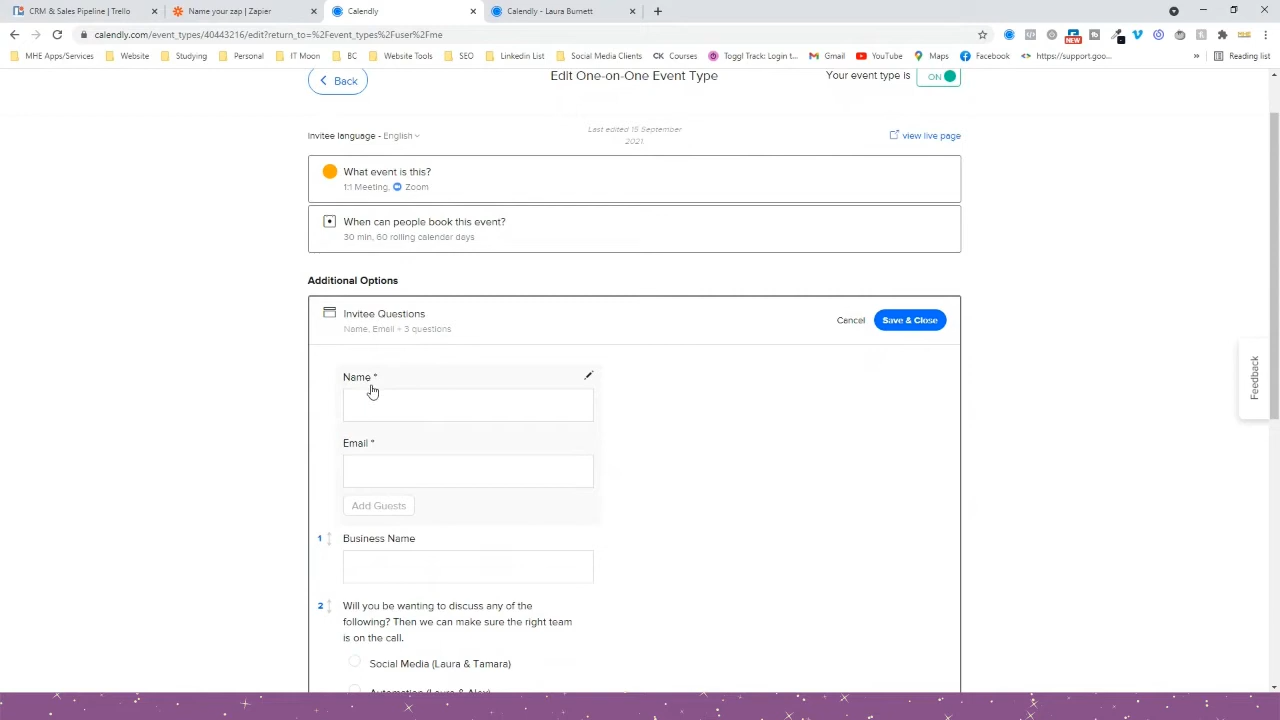 CRM & Sales Pipeline | Trello
Name your zap | Zapier
Calendly
Calendly - Laura Burnett
calendly.com/event_types/40443216/edit?return_to=%2Fevent_types%2Fuser%2Fme
NEW
MHE Apps/Services
Website
Studying
Personal
IT Moon
BC
Website To Do
SEO
Linkedin List
Social Media Clients
CK Courses
Toggl Track: Login t...
Gmail
YouTube
Maps
Facebook
https://support.goo...
»
Reading list
Back
Edit One-on-One Event Type
Your event type is
ON
Invitee language - English
Last edited 15 September
2021.
view live page
What event is this?
1:1 Meeting, Zoom
When can people book this event?
30 min, 60 rolling calendar days
Additional Options
Invitee Questions
Name, Email + 3 questions
Cancel
Save & Close
Name *
Email *
Add Guests
1
Business Name
2
Will you be wanting to discuss any of the
following? Then we can make sure the right team
is on the call.
Social Media (Laura & Tamara)
Automation (Laura & Alex)
Feedback